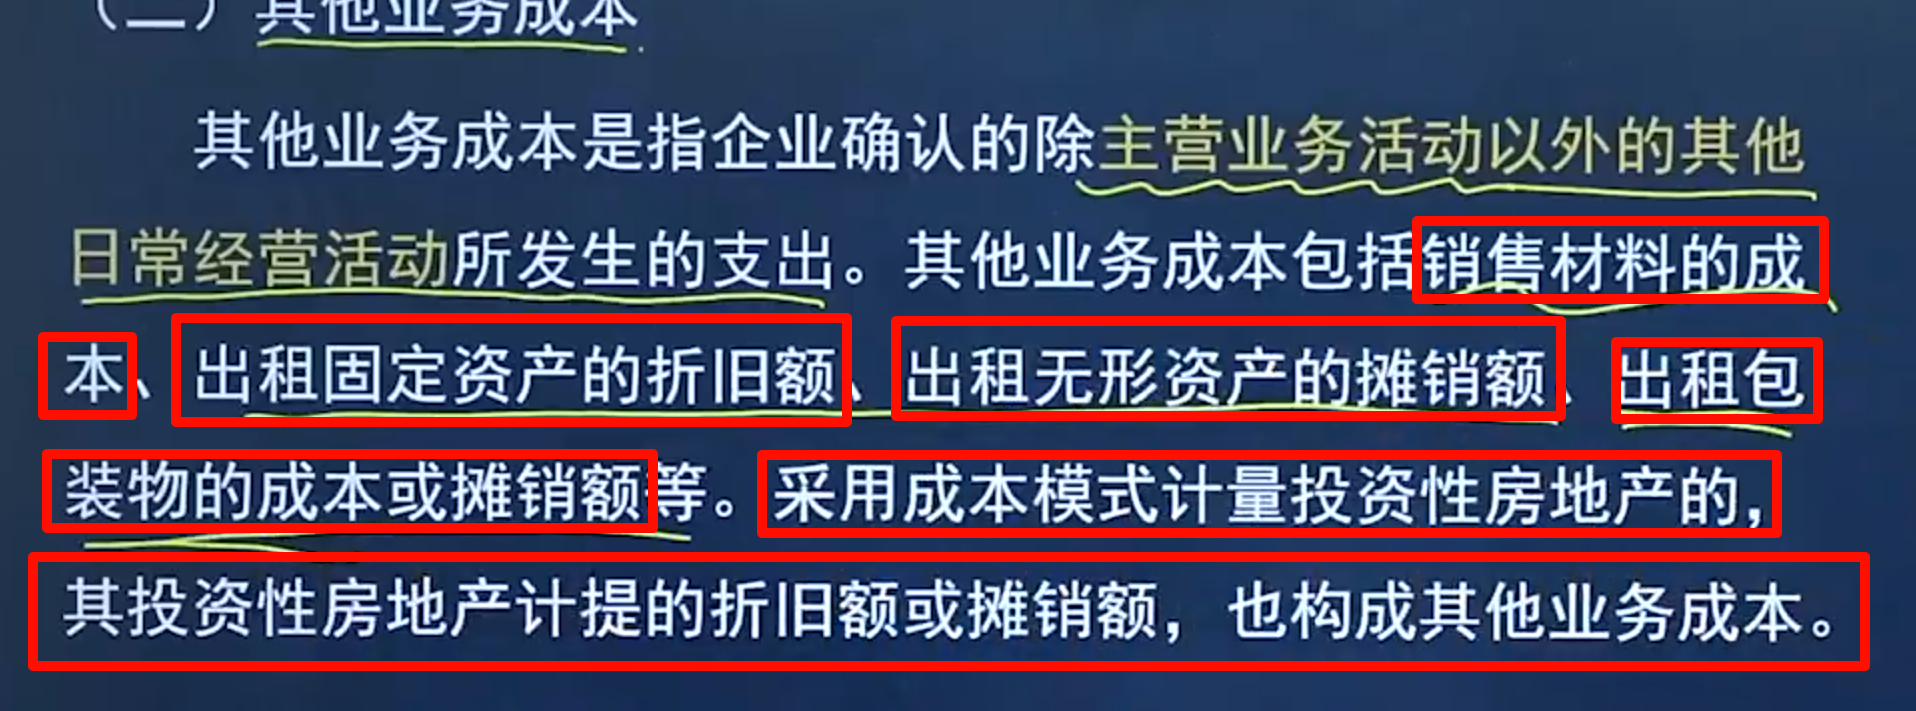 （二）其他业务成本
其他业务成本是指企业确认的除主营业务活动以外的其他
日常经营活动所发生的支出。其他业务成本包括销售材料的成
本、出租固定资产的折旧额、出租无形资产的摊销额、出租包
装物的成本或摊销额等。采用成本模式计量投资性房地产的，
其投资性房地产计提的折旧额或摊销额，也构成其他业务成本。